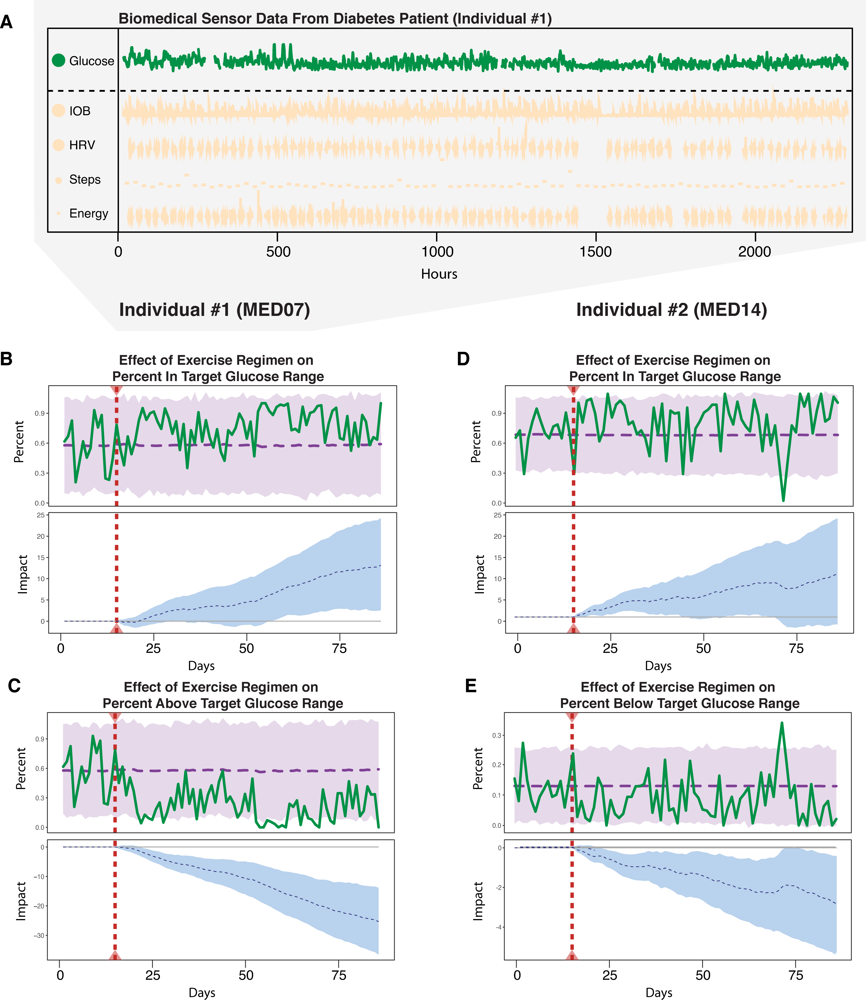 A
Biomedical Sensor Data From Diabetes Patient (Individual #1)
Glucose
IOB
HRV
Steps
Energy
0 500 1000 1500 2000
Hours
Individual #1 (MED07)
Individual #2 (MED14)
B
Effect of Exercise Regimen on
Percent In Target Glucose Range
Percent
0.9
0.6
0.3
0.0
Impact
25
20
15
10
5
0
0 25 50 75
Days
D
Effect of Exercise Regimen on
Percent In Target Glucose Range
Percent
0.9
0.6
0.3
0.0
Impact
25
20
15
10
5
0
0 25 50 75
Days
C
Effect of Exercise Regimen on
Percent Above Target Glucose Range
Percent
0.9
0.6
0.3
0.0
Impact
0
−10
−20
−30
0 25 50 75
Days
E
Effect of Exercise Regimen on
Percent Below Target Glucose Range
Percent
0.3
0.2
0.1
0.0
Impact
0
-2
-4
0 25 50 75
Days